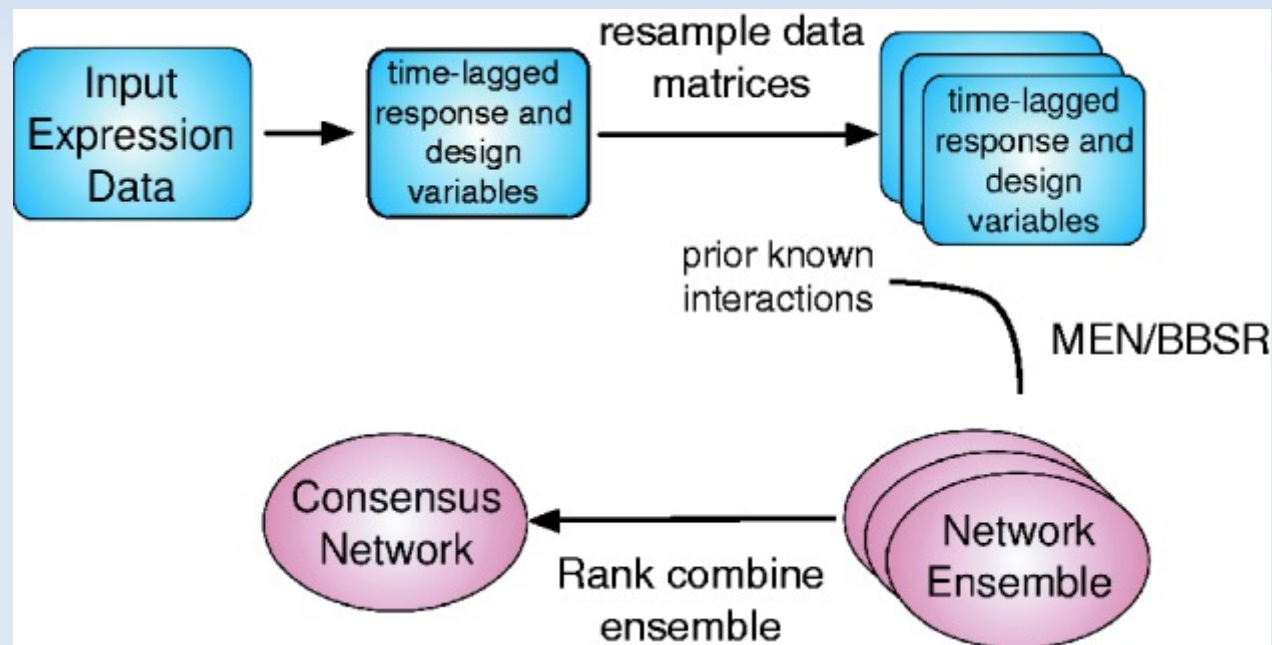 Input
Expression
Data
time-lagged
response and
design
variables
resample data
matrices
time-lagged
response and
design
variables
prior known
interactions
MEN/BBSR
Network
Ensemble
Rank combine
ensemble
Consensus
Network